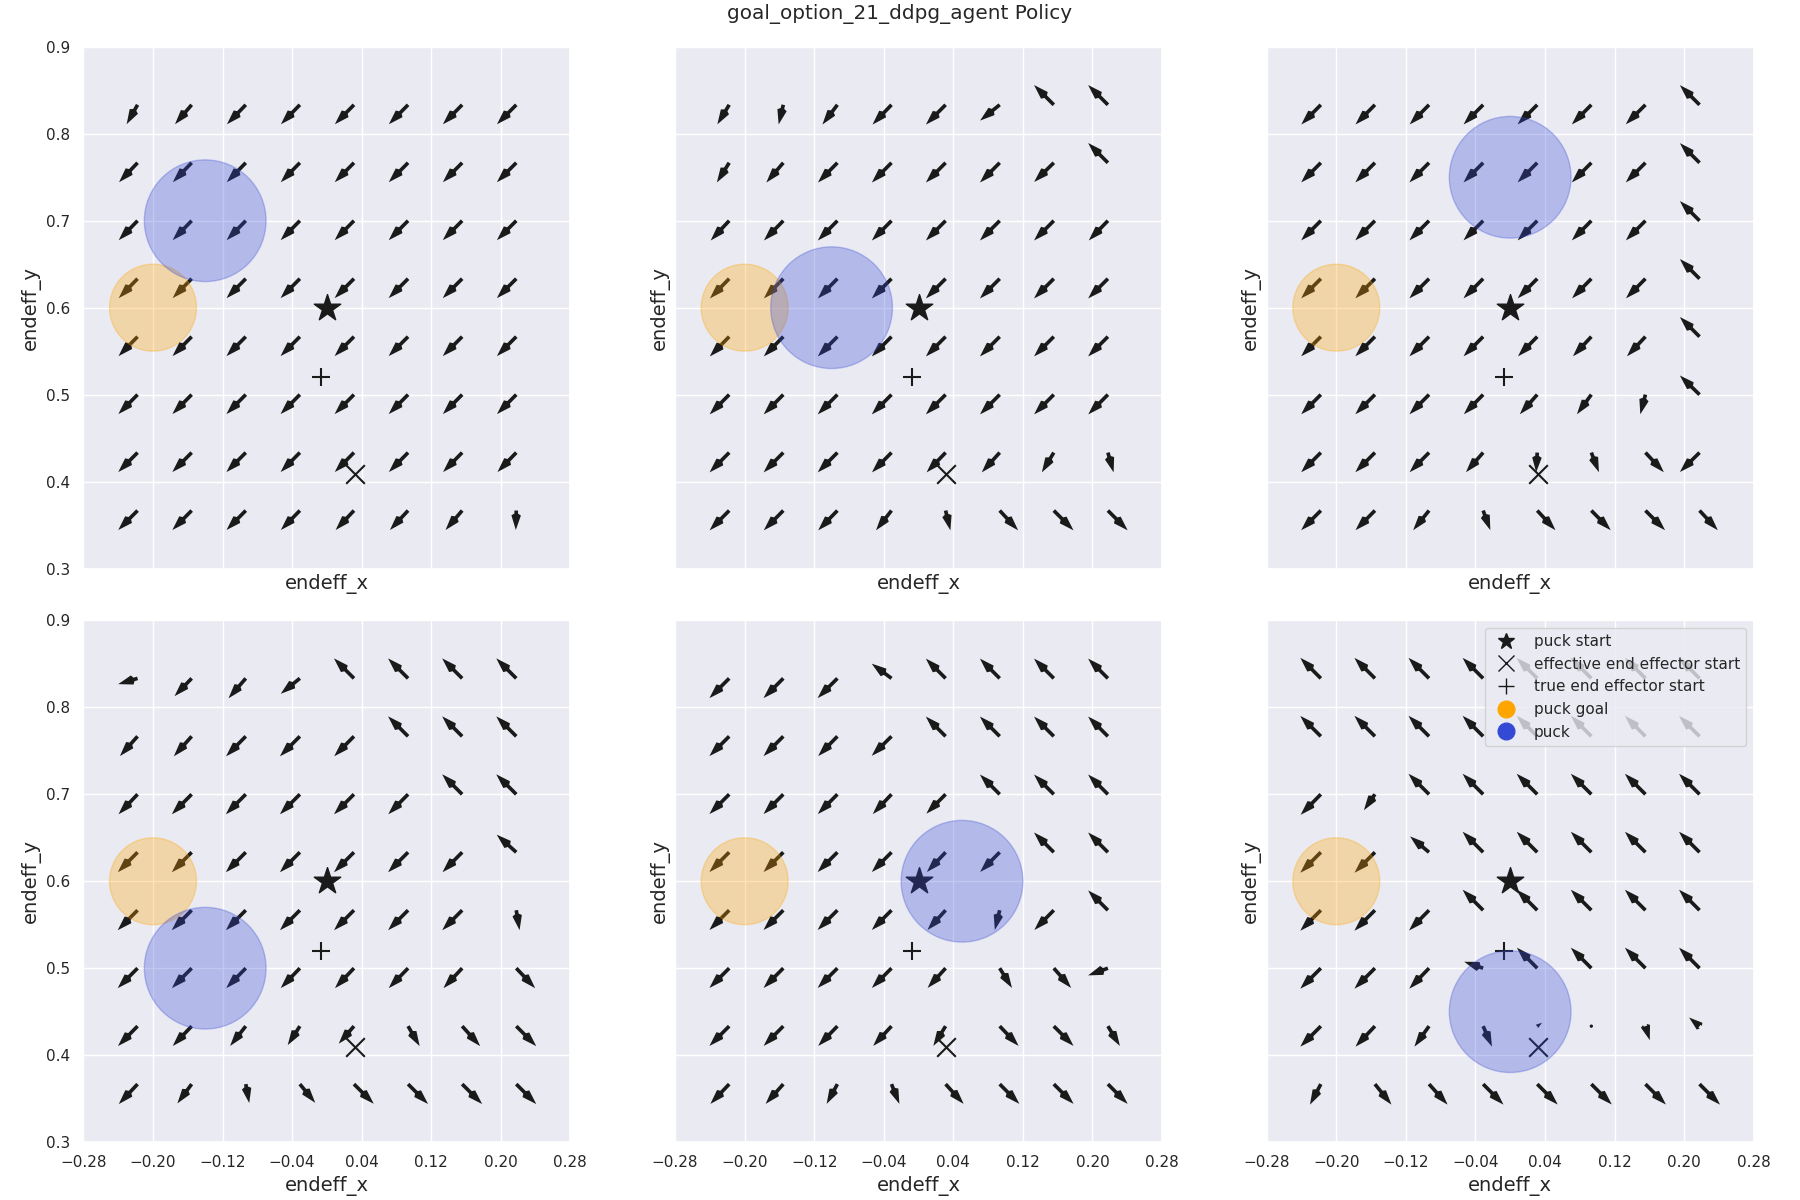 goal_option_21_ddpg_agent Policy
0.9
0.8
0.7
0.6
0.5
0.4
0.3
endeff_y
endeff_x
endeff_y
endeff_x
endeff_y
endeff_x
0.9
0.8
0.7
0.6
0.5
0.4
0.3
endeff_y
−0.28 −0.20 −0.12 −0.04 0.04 0.12 0.20 0.28
endeff_x
endeff_y
−0.28 −0.20 −0.12 −0.04 0.04 0.12 0.20 0.28
endeff_x
puck start
effective end effector start
true end effector start
puck goal
puck
endeff_y
−0.28 −0.20 −0.12 −0.04 0.04 0.12 0.20 0.28
endeff_x